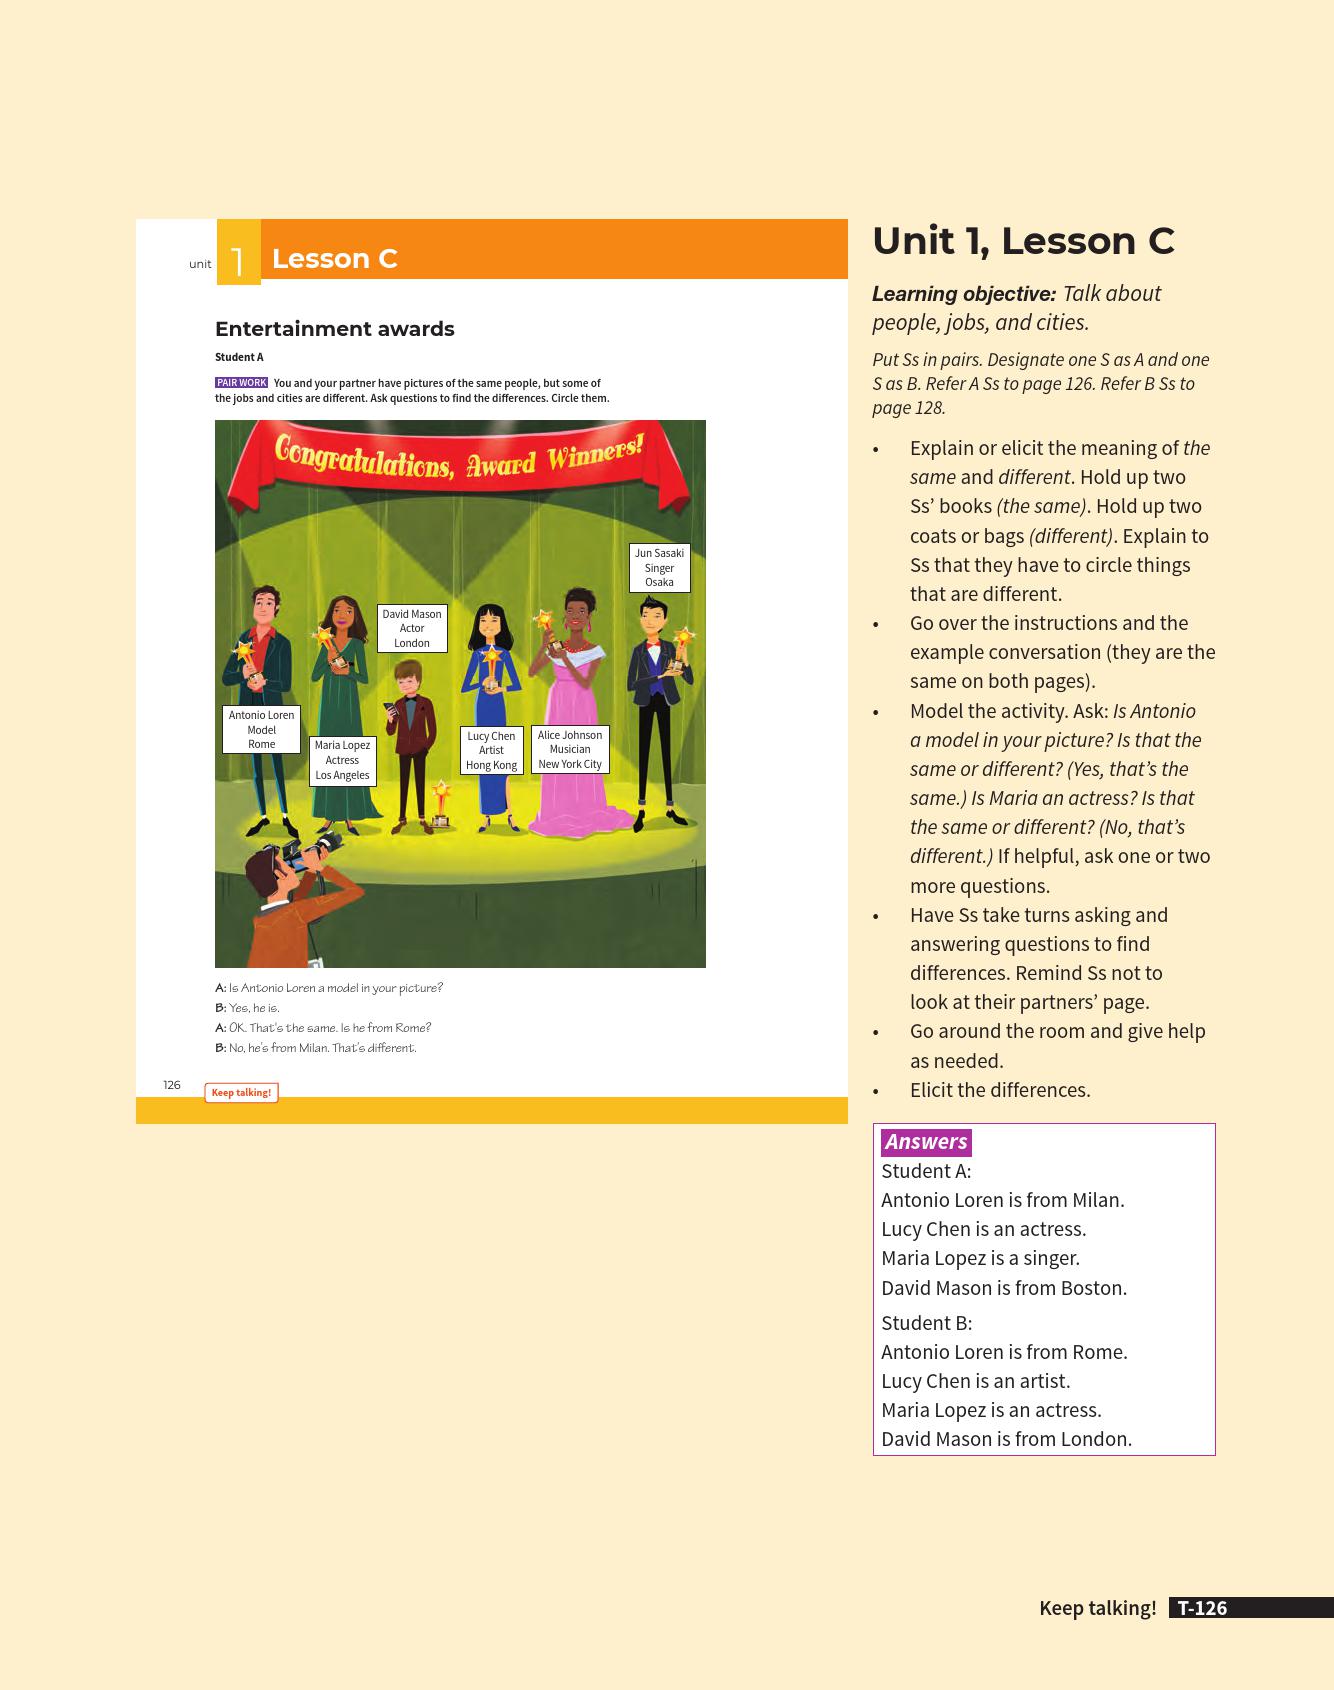 unit 1 Lesson C
Entertainment awards
Student A
PAIR WORK You and your partner have pictures of the same people, but some of
the jobs and cities are different. Ask questions to find the differences. Circle them.
Congratulations, Award Winners!
Jun Sasaki
Singer
Osaka
David Mason
Actor
London
Antonio Loren
Model
Rome
Maria Lopez
Actress
Los Angeles
Lucy Chen
Artist
Hong Kong
Alice Johnson
Musician
New York City
A: Is Antonio Loren a model in your picture?
B: Yes, he is.
A: OK. That's the same. Is he from Rome?
B: No, he's from Milan. That's different.
126 Keep talking!
Unit 1, Lesson C
Learning objective: Talk about
people, jobs, and cities.
Put Ss in pairs. Designate one S as A and one
S as B. Refer A Ss to page 126. Refer B Ss to
page 128.
• Explain or elicit the meaning of the
same and different. Hold up two
Ss’ books (the same). Hold up two
coats or bags (different). Explain to
Ss that they have to circle things
that are different.
• Go over the instructions and the
example conversation (they are the
same on both pages).
• Model the activity. Ask: Is Antonio
a model in your picture? Is that the
same or different? (Yes, that’s the
same.) Is Maria an actress? Is that
the same or different? (No, that’s
different.) If helpful, ask one or two
more questions.
• Have Ss take turns asking and
answering questions to find
differences. Remind Ss not to
look at their partners’ page.
• Go around the room and give help
as needed.
• Elicit the differences.
Answers
Student A:
Antonio Loren is from Milan.
Lucy Chen is an actress.
Maria Lopez is a singer.
David Mason is from Boston.
Student B:
Antonio Loren is from Rome.
Lucy Chen is an artist.
Maria Lopez is an actress.
David Mason is from London.
Keep talking! T-126